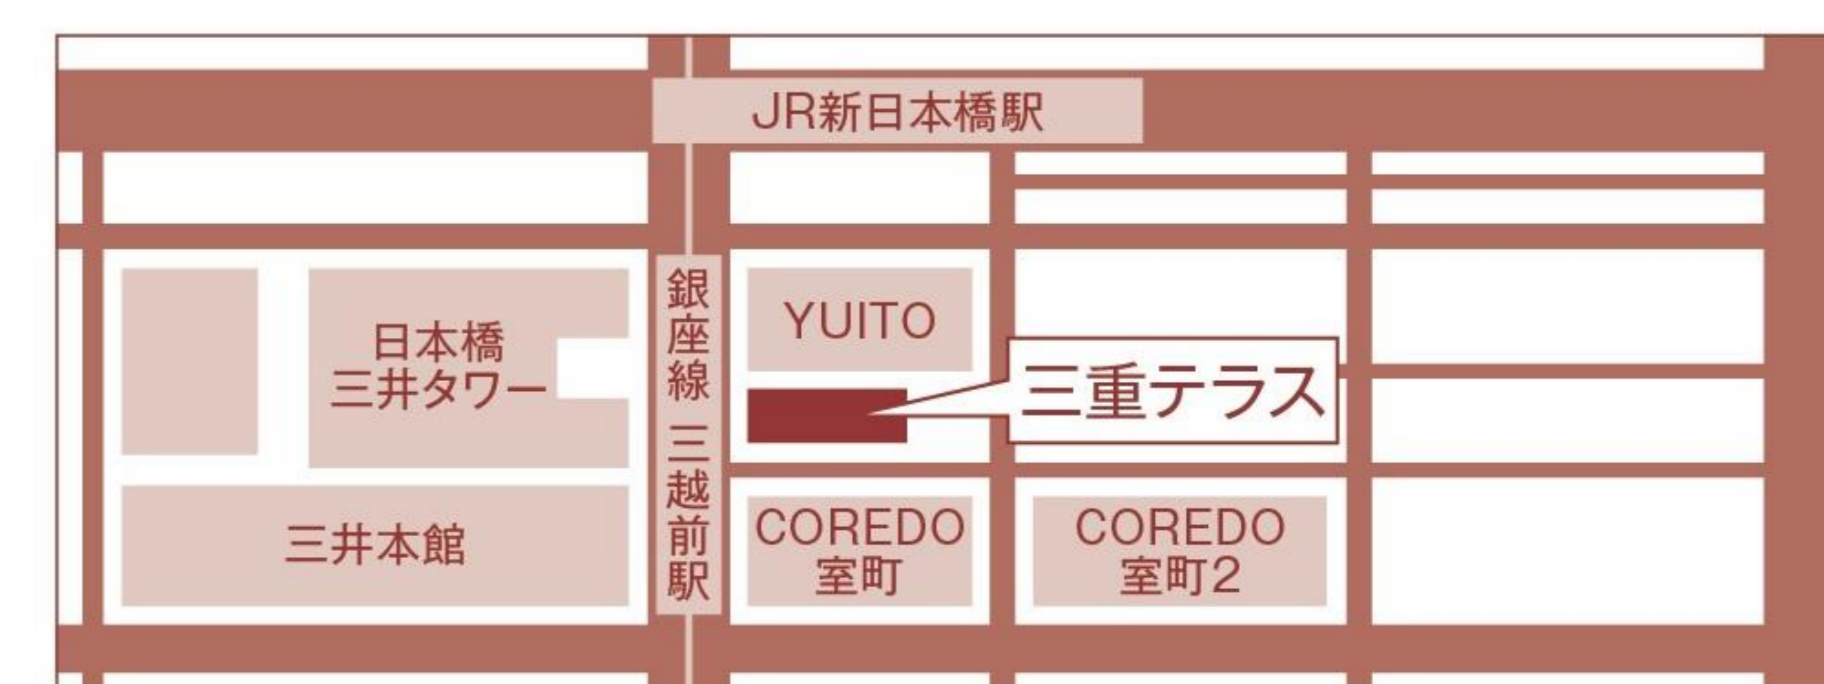 JR新日本橋駅
銀座線 三越前駅
日本橋
三井タワー
YUITO
三重テラス
三井本館
COREDO
室町
COREDO
室町2